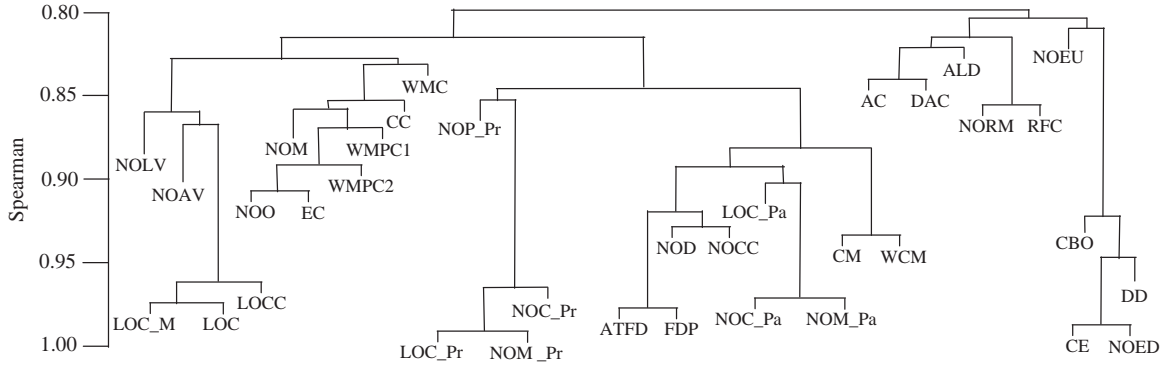 0.80
0.85
0.90
0.95
1.00
Spearman
NOLV
NOAV
LOC_M
LOC
LOCC
NOO
EC
NOM
WMPC2
WMPC1
CC
WMC
NOP_Pr
LOC_Pr
NOM_Pr
NOC_Pr
ATFD
FDP
NOD
NOCC
LOC_Pa
NOC_Pa
NOM_Pa
CM
WCM
AC
DAC
ALD
NORM
RFC
NOEU
CBO
CE
NOED
DD